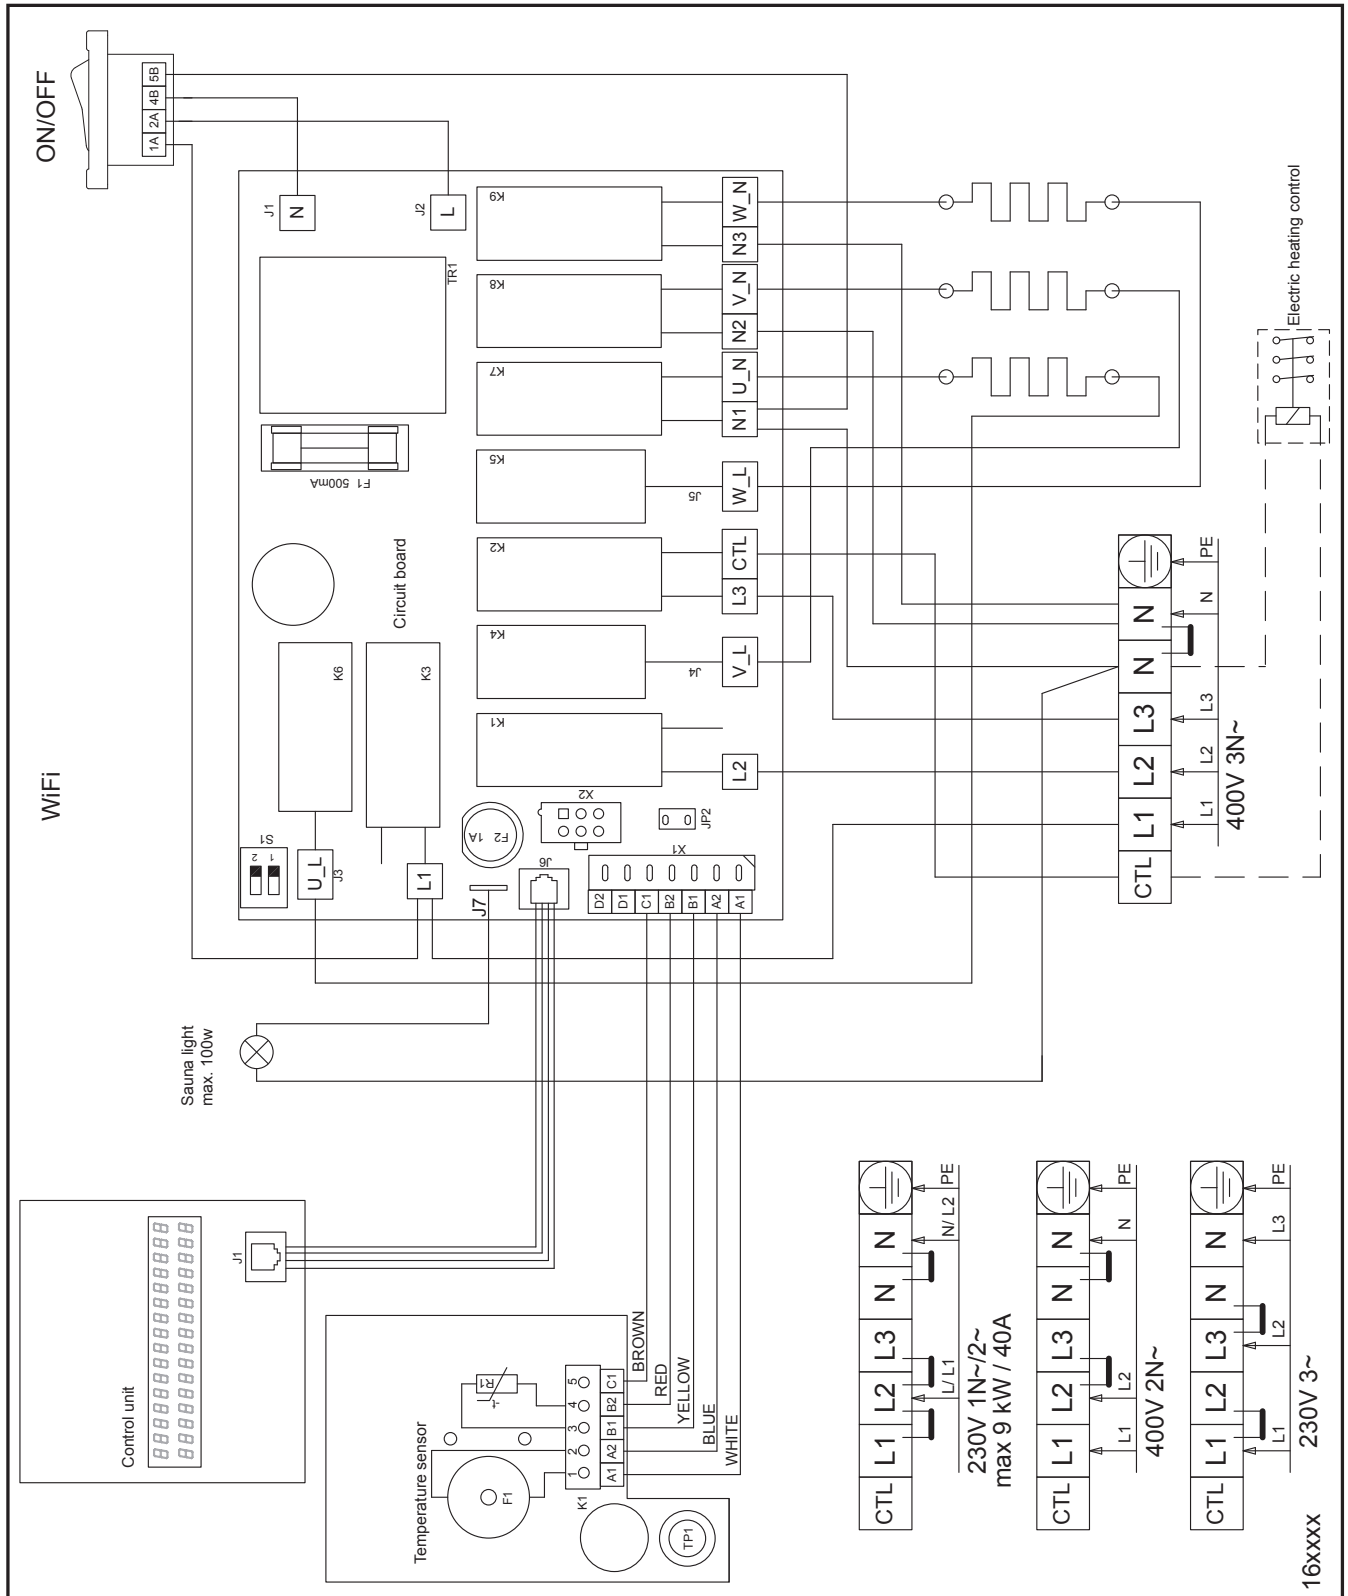 ON/OFF
1A
2A
4B
5B
WiFi
J1
N
J2
L
TR1
F1 500mA
Circuit board
K9
K8
K7
K5
K2
K4
K1
K6
K3
W_N
N3
V_N
N2
U_N
N1
J5
W_L
CTL
L3
J4
V_L
L2
S1
2
1
U_L
J3
L1
F2 1A
X2
JP2
X1
J7
J6
D2
D1
C1
B2
B1
A2
A1
Electric heating control
CTL
L1
L2
L3
N
N
L1
L2
L3
N
PE
400V 3N~
Sauna light
max. 100w
Control unit
J1
Temperature sensor
R1
-t
F1
K1
1
2
3
4
5
A1
A2
B1
B2
C1
TP1
BROWN
RED
YELLOW
BLUE
WHITE
CTL
L1
L2
L3
N
N
L/ L1
N/ L2
PE
230V 1N~/2~
max 9 kW / 40A
CTL
L1
L2
L3
N
N
L1
L2
N
PE
400V 2N~
CTL
L1
L2
L3
N
N
L1
L2
L3
PE
230V 3~
16xxxx